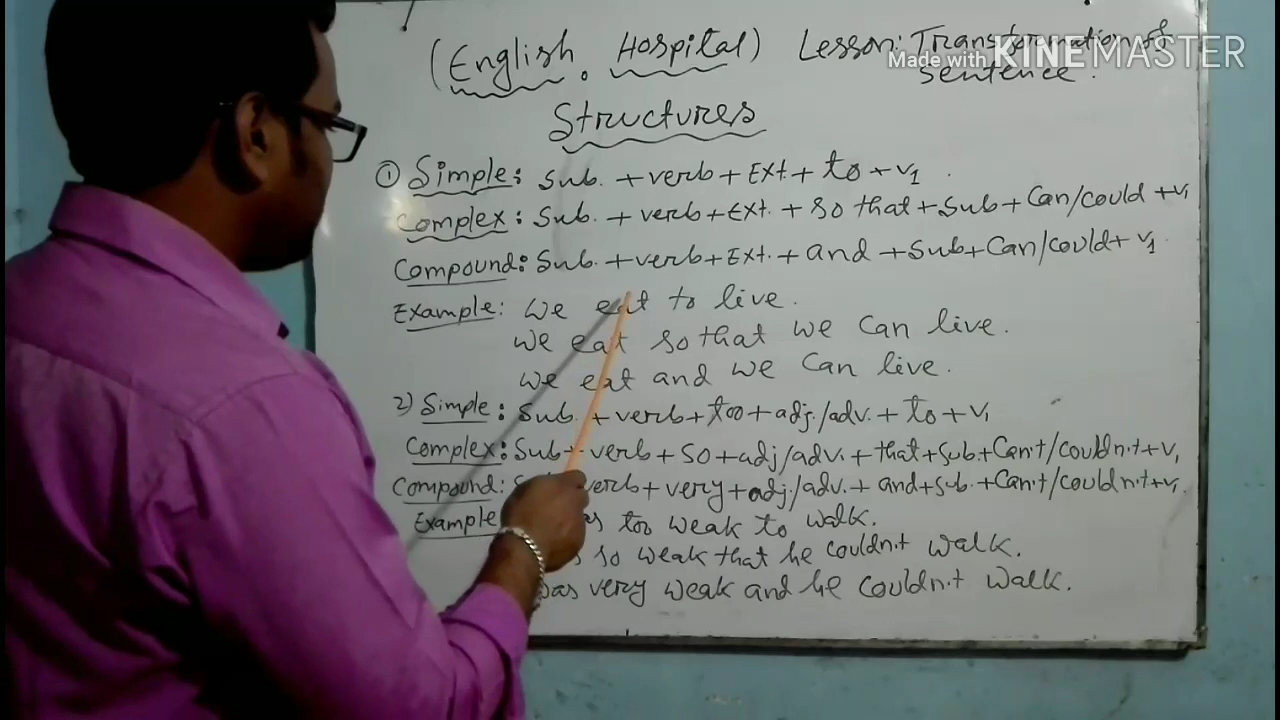 (English Hospital) Lesson: Transformation of
Made with KINEMASTER
Sentence.
Structures
① Simple: Sub. + verb + Ext + to + v₁.
Complex: Sub. + verb + Ext. + so that + Sub + Can/could + v₁
Compound: Sub. + verb + Ext. + and + Sub + Can/could + v₁.
Example: We eat to live.
We eat so that we can live.
We eat and we can live.
2) Simple: Sub. + verb + too + adj./adv. + to + v₁
Complex: Sub + verb + so + adj/adv. + that + sub + Can't/couldn't + v₁
Compound: verb + very + adj./adv. + and + sub. + Can't/couldn't + v₁
Example too weak to walk.
so weak that he couldn't walk.
was very weak and he couldn't walk.